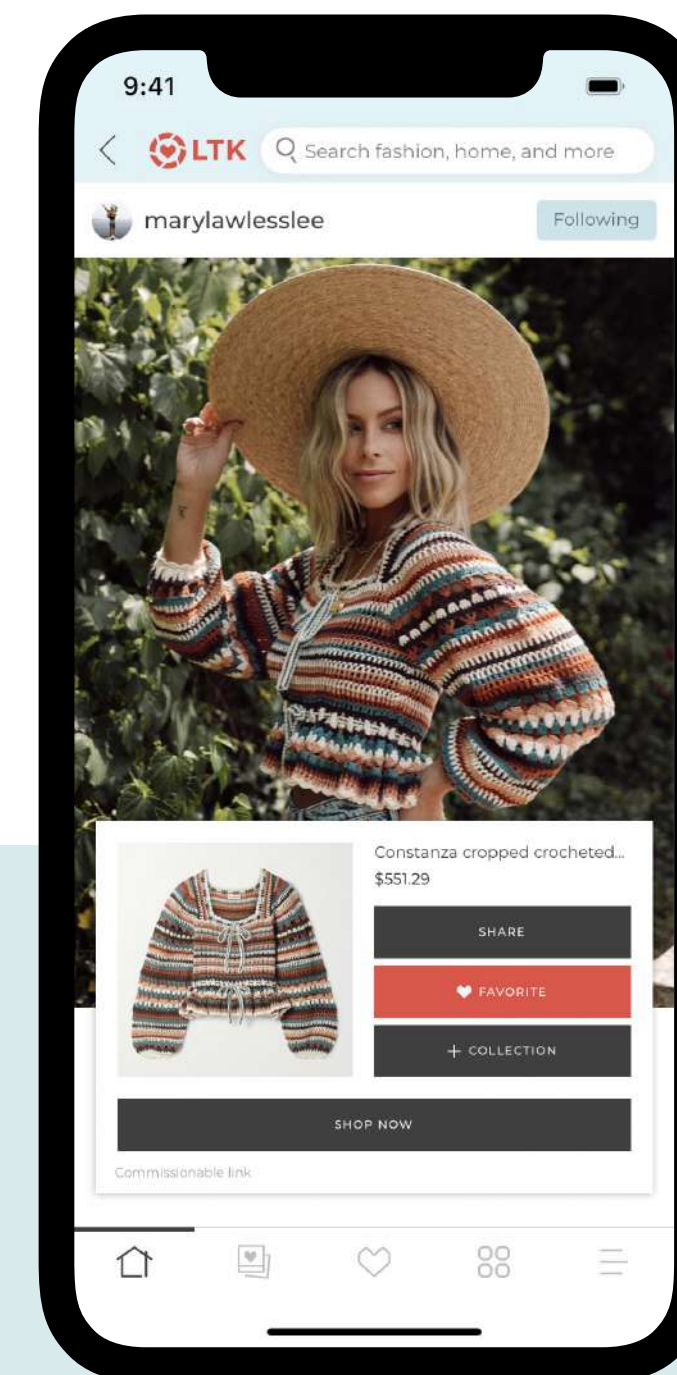 9:41
LTK
Search fashion, home, and more
marylawlesslee
Following
Constanza cropped crocheted...
$551.29
SHARE
FAVORITE
+ COLLECTION
SHOP NOW
Commissionable link